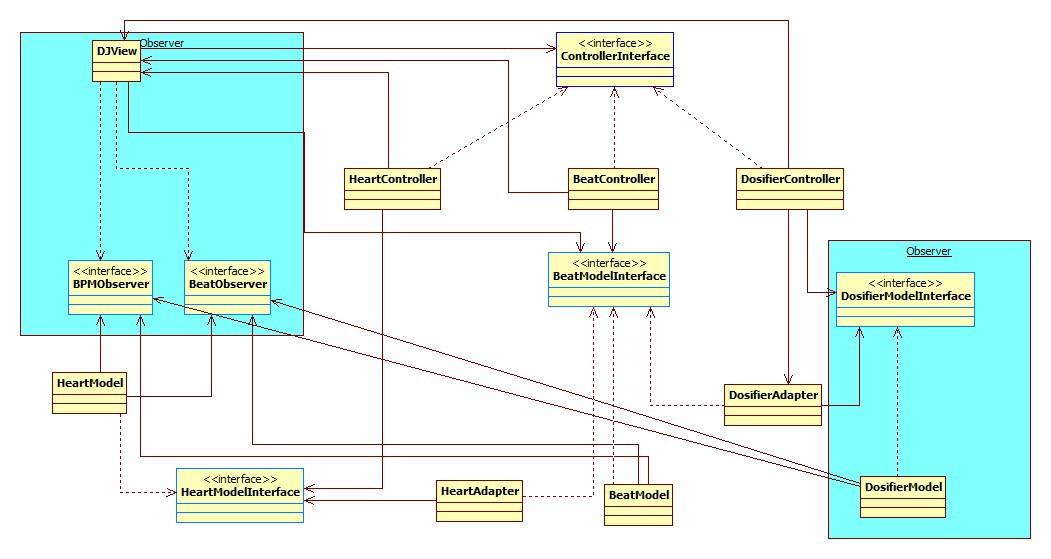 Observer
DJView
<<interface>>
ControllerInterface
HeartController
BeatController
DosifierController
Observer
<<interface>>
BPMObserver
<<interface>>
BeatObserver
<<interface>>
BeatModelInterface
<<interface>>
DosifierModelInterface
HeartModel
DosifierAdapter
<<interface>>
HeartModelInterface
HeartAdapter
BeatModel
DosifierModel